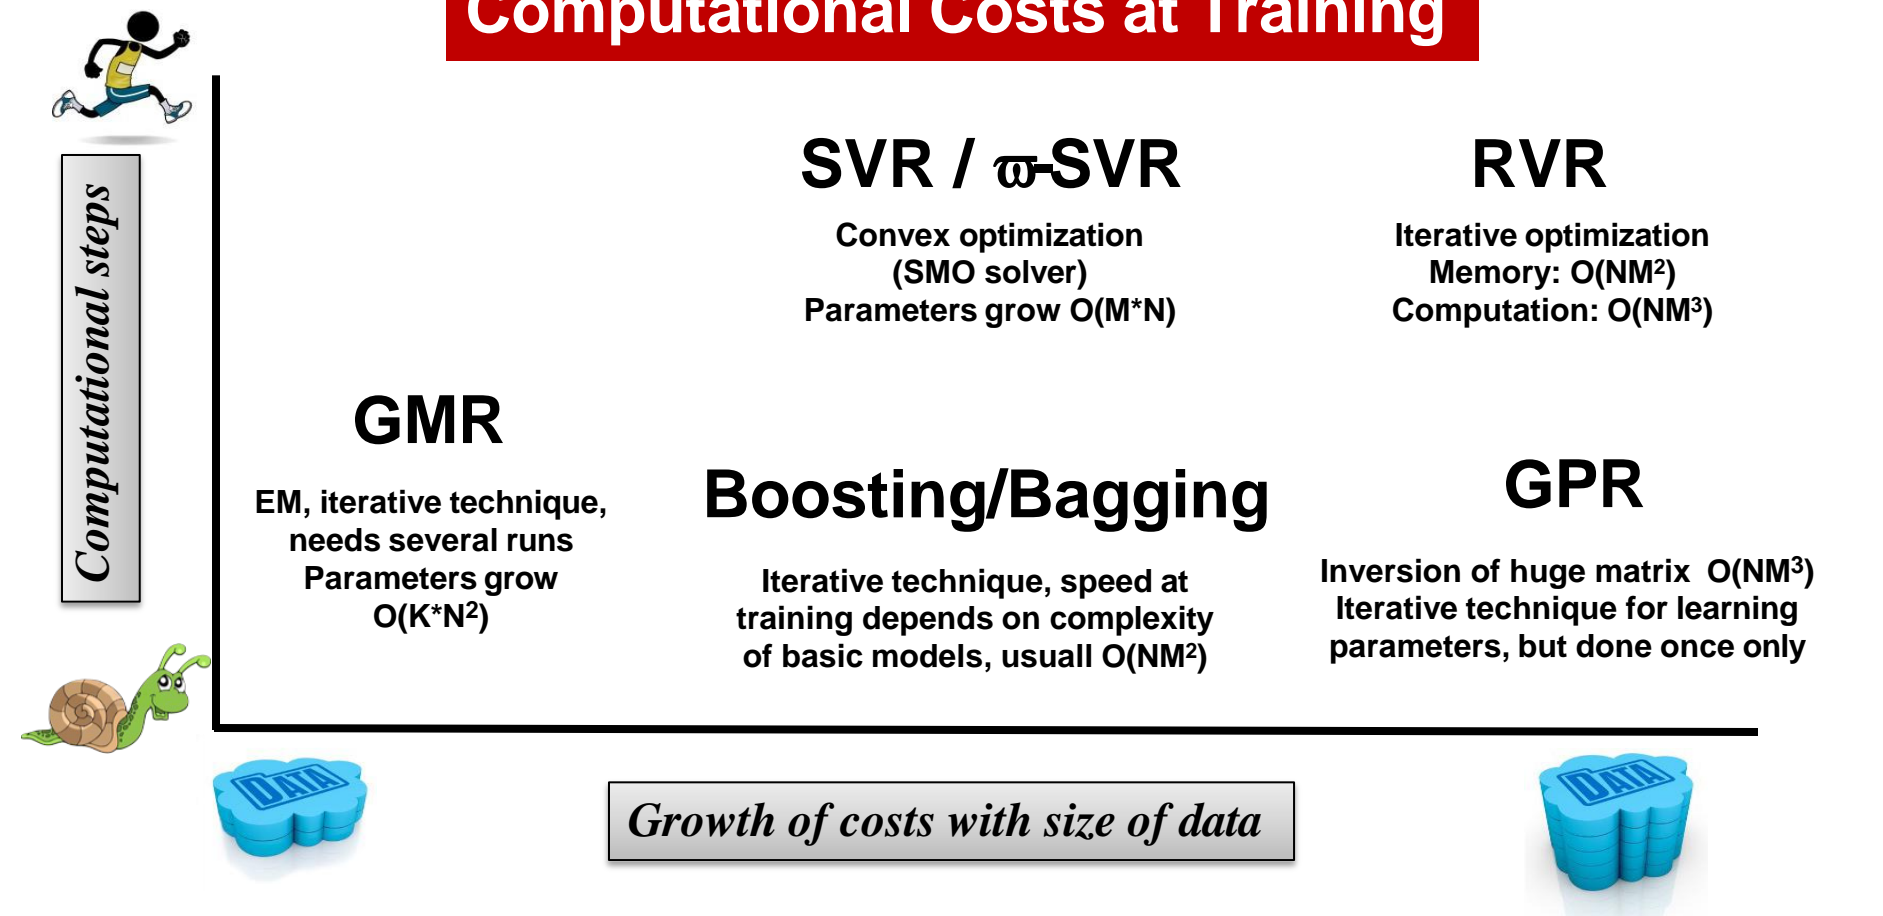 Computational Costs at Training
Computational steps
SVR / ϖ-SVR
Convex optimization
(SMO solver)
Parameters grow O(M*N)
RVR
Iterative optimization
Memory: O(NM²)
Computation: O(NM³)
GMR
EM, iterative technique,
needs several runs
Parameters grow
O(K*N²)
Boosting/Bagging
Iterative technique, speed at
training depends on complexity
of basic models, usuall O(NM²)
GPR
Inversion of huge matrix O(NM³)
Iterative technique for learning
parameters, but done once only
DATA
Growth of costs with size of data
DATA